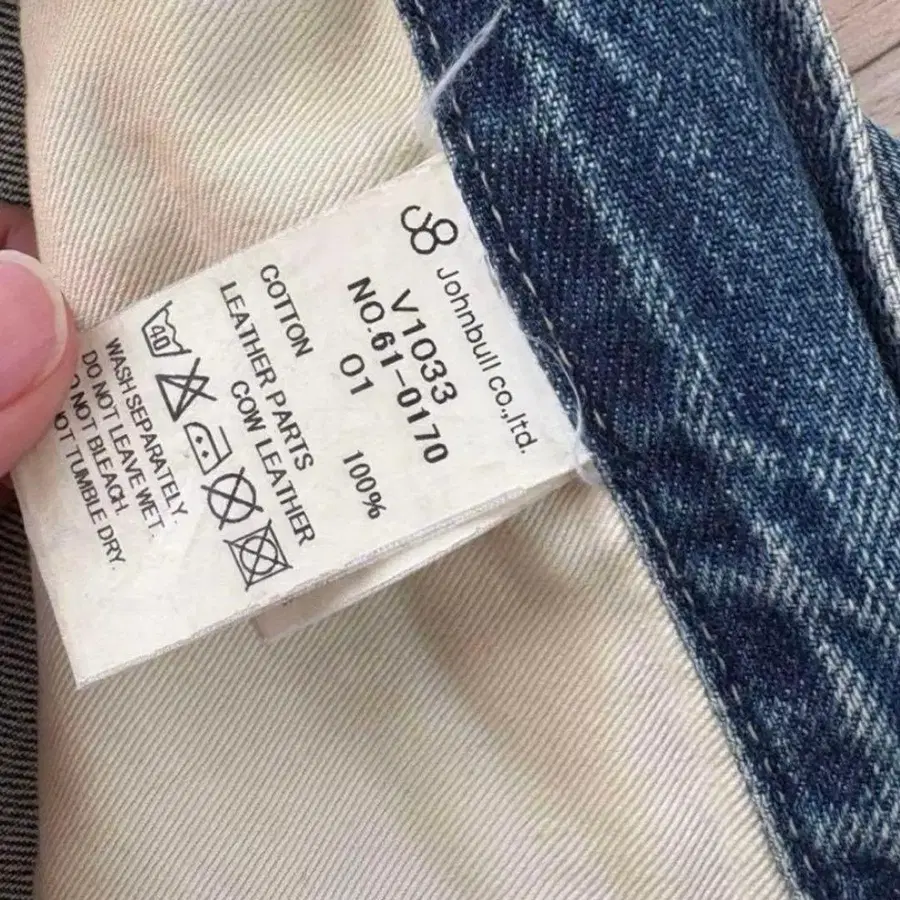 Johnbull co.,ltd.
V1033
NO.61-0170
01
COTTON 100%
LEATHER PARTS
COW LEATHER
40
WASH SEPARATELY.
DO NOT LEAVE WET.
DO NOT BLEACH.
NOT TUMBLE DRY.